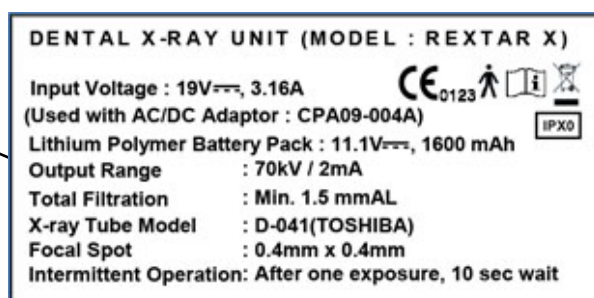 DENTAL X-RAY UNIT (MODEL : REXTAR X)
Input Voltage : 19V⎓, 3.16A
CE0123
(Used with AC/DC Adaptor : CPA09-004A)
IPX0
Lithium Polymer Battery Pack : 11.1V⎓, 1600 mAh
Output Range : 70kV / 2mA
Total Filtration : Min. 1.5 mmAL
X-ray Tube Model : D-041(TOSHIBA)
Focal Spot : 0.4mm x 0.4mm
Intermittent Operation: After one exposure, 10 sec wait